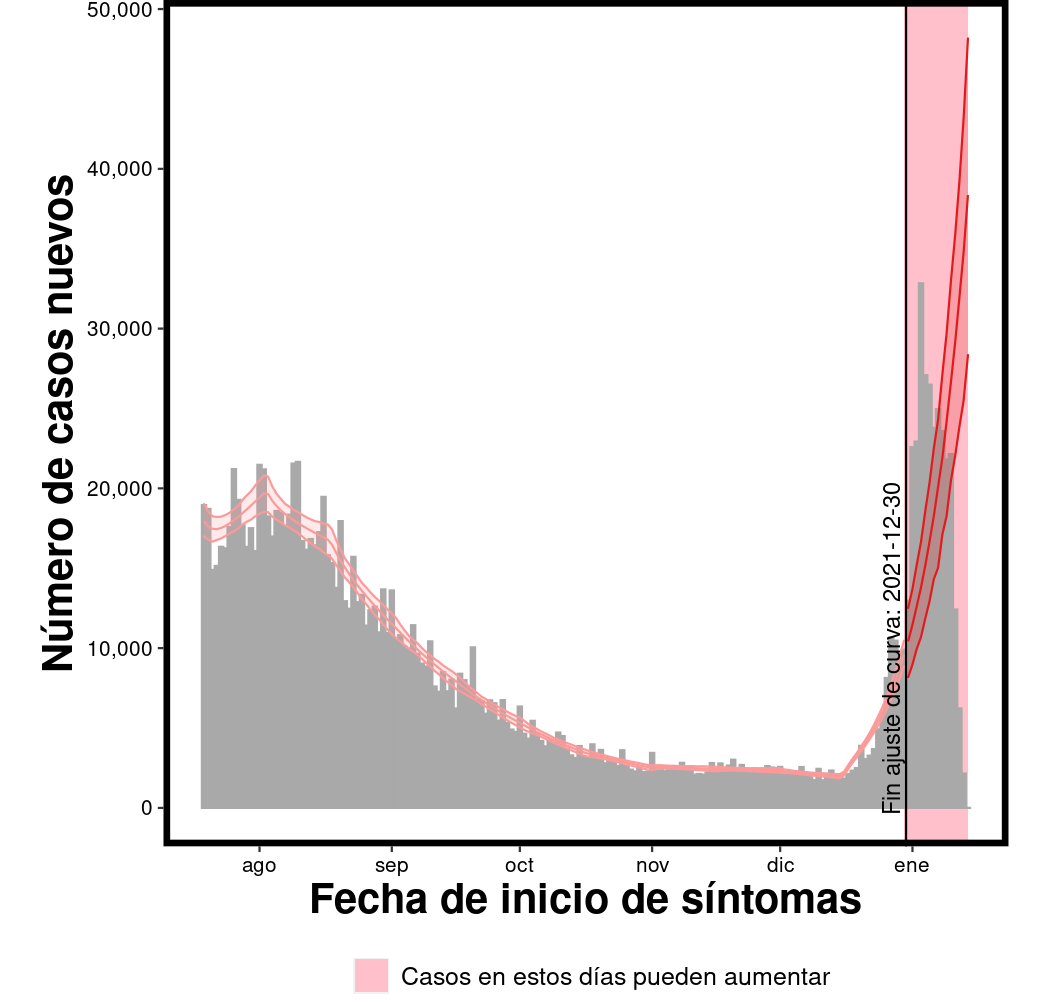 50,000
40,000
30,000
20,000
10,000
0
Número de casos nuevos
Fin ajuste de curva: 2021-12-30
ago sep oct nov dic ene
Fecha de inicio de síntomas
Casos en estos días pueden aumentar